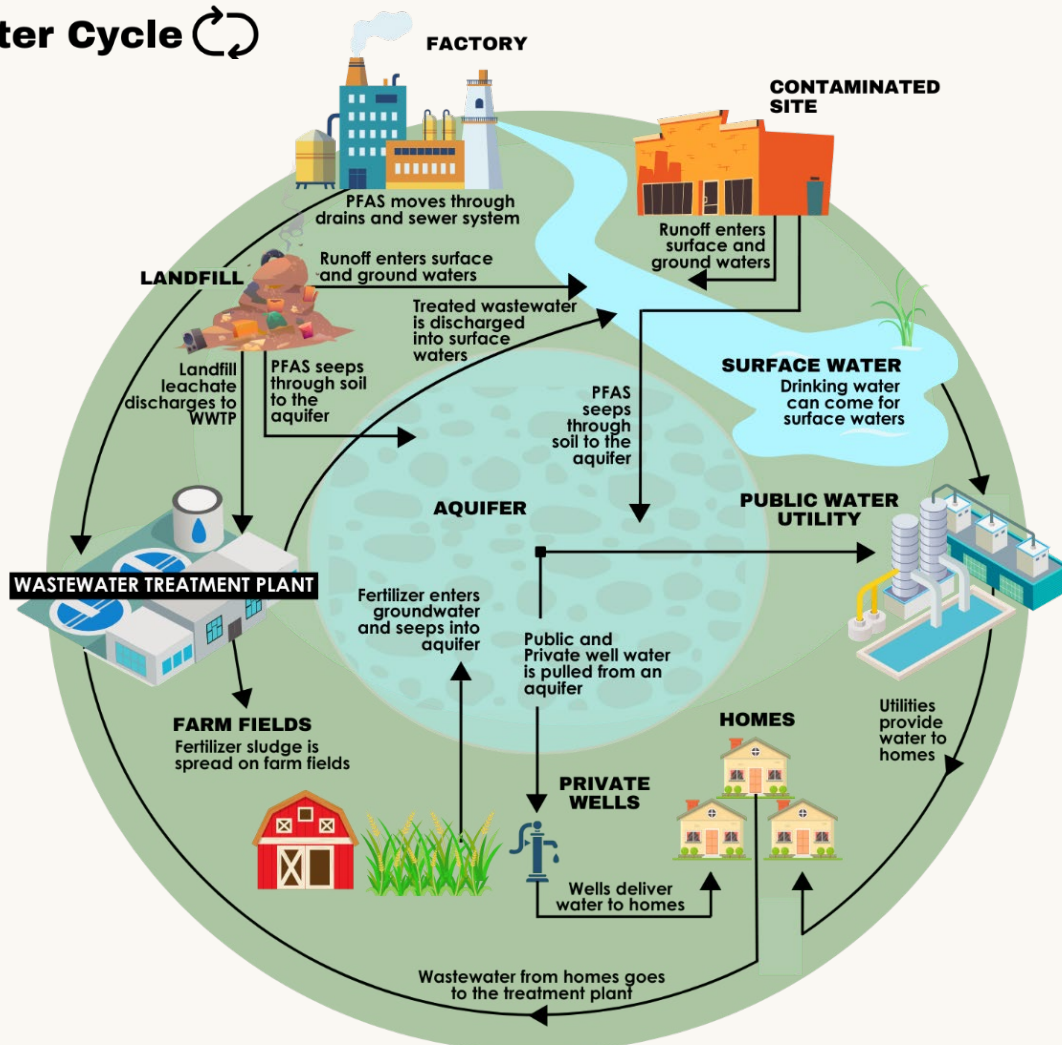 ter Cycle
FACTORY
CONTAMINATED
SITE
PFAS moves through
drains and sewer system
Runoff enters
surface and
ground waters
LANDFILL
Runoff enters surface
and ground waters
Treated wastewater
is discharged
into surface
waters
Landfill
leachate
discharges to
WWTP
PFAS seeps
through soil
to the
aquifer
SURFACE WATER
Drinking water
can come for
surface waters
PFAS
seeps
through
soil to the
aquifer
AQUIFER
PUBLIC WATER
UTILITY
WASTEWATER TREATMENT PLANT
Fertilizer enters
groundwater
and seeps into
aquifer
Public and
Private well water
is pulled from an
aquifer
FARM FIELDS
Fertilizer sludge is
spread on farm fields
HOMES
Utilities
provide
water to
homes
PRIVATE
WELLS
Wells deliver
water to homes
Wastewater from homes goes
to the treatment plant